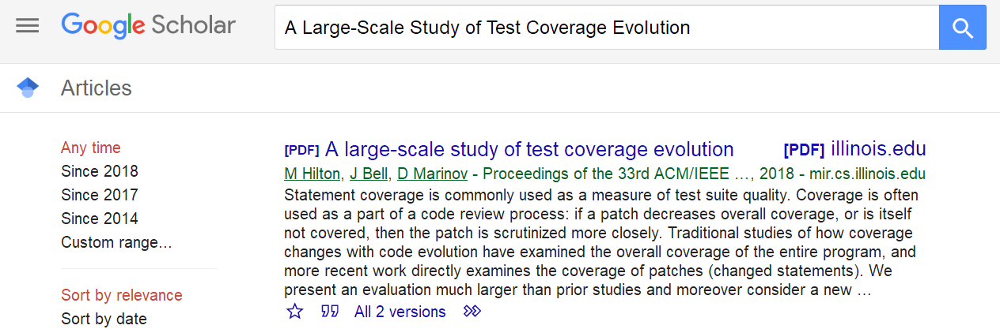 Google Scholar
A Large-Scale Study of Test Coverage Evolution
Articles
Any time
Since 2018
Since 2017
Since 2014
Custom range...
Sort by relevance
Sort by date
[PDF] A large-scale study of test coverage evolution
[PDF] illinois.edu
M Hilton, J Bell, D Marinov - Proceedings of the 33rd ACM/IEEE …, 2018 - mir.cs.illinois.edu
Statement coverage is commonly used as a measure of test suite quality. Coverage is often
used as a part of a code review process: if a patch decreases overall coverage, or is itself
not covered, then the patch is scrutinized more closely. Traditional studies of how coverage
changes with code evolution have examined the overall coverage of the entire program, and
more recent work directly examines the coverage of patches (changed statements). We
present an evaluation much larger than prior studies and moreover consider a new …
All 2 versions